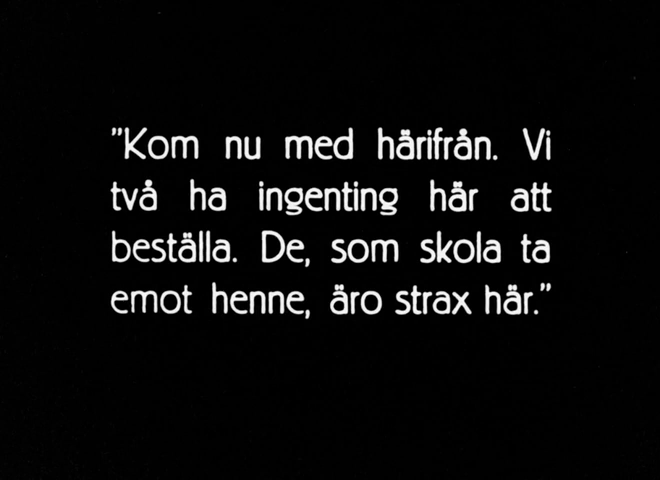 "Kom nu med härifrån. Vi
två ha ingenting här att
beställa. De, som skola ta
emot henne, äro strax här."